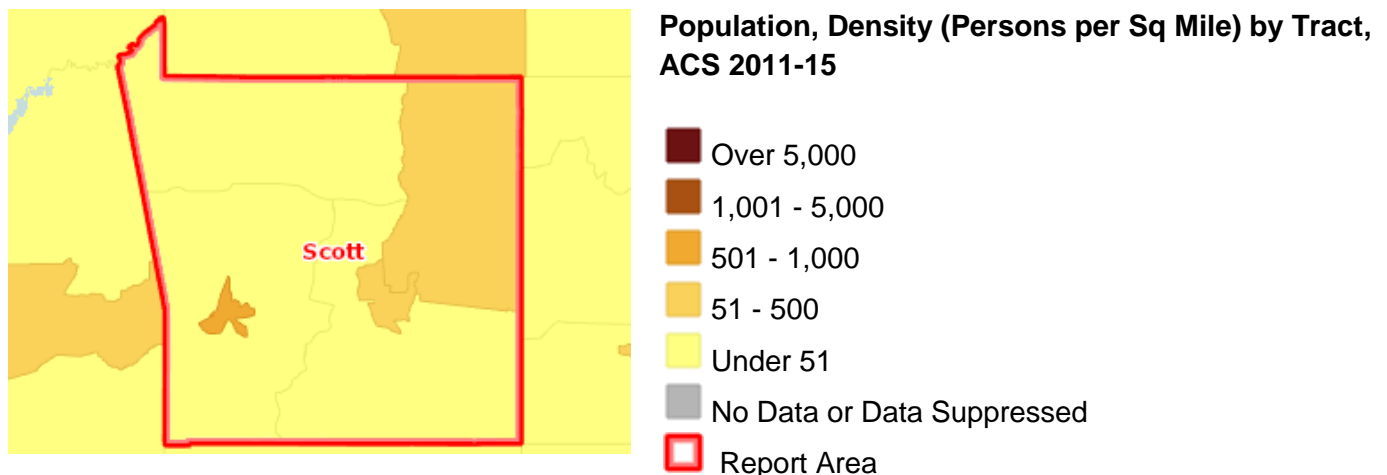 Population, Density (Persons per Sq Mile) by Tract,
ACS 2011-15
Over 5,000
1,001 - 5,000
501 - 1,000
51 - 500
Under 51
No Data or Data Suppressed
Report Area
Scott